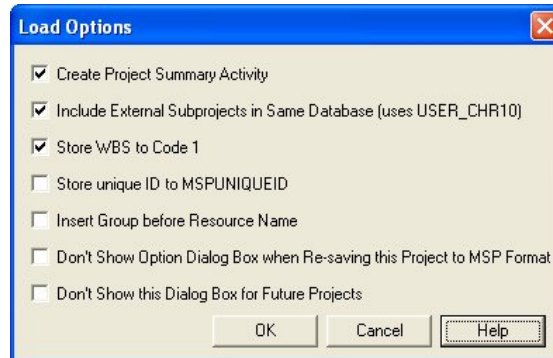 Load Options
Create Project Summary Activity
Include External Subprojects in Same Database (uses USER_CHR10)
Store WBS to Code 1
Store unique ID to MSPUNIQUEID
Insert Group before Resource Name
Don't Show Option Dialog Box when Re-saving this Project to MSP Format
Don't Show this Dialog Box for Future Projects
OK Cancel Help